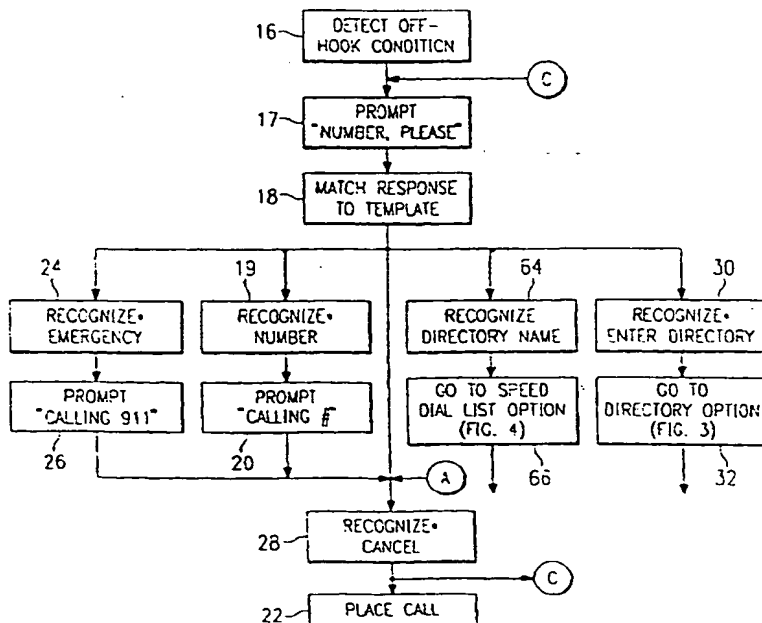 16
DETECT OFF-
HOOK CONDITION
C
17
PROMPT
"NUMBER, PLEASE"
18
MATCH RESPONSE
TO TEMPLATE
24
19
64
30
RECOGNIZE•
EMERGENCY
RECOGNIZE•
NUMBER
RECOGNIZE
DIRECTORY NAME
RECOGNIZE•
ENTER DIRECTORY
PROMPT
"CALLING 911"
PROMPT
"CALLING #"
GO TO SPEED
DIAL LIST OPTION
(FIG. 4)
GO TO
DIRECTORY OPTION
(FIG. 3)
26
20
A
66
32
28
RECOGNIZE•
CANCEL
C
22
PLACE CALL